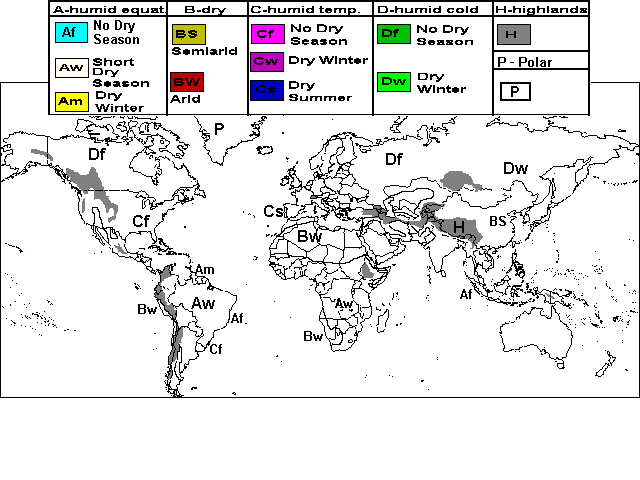 A-humid equat. B-dry C-humid temp. D-humid cold H-highlands
Af No Dry Season
Aw Short Dry Season
Am Dry Winter
BS Semiarid
BW Arid
Cf No Dry Season
Cw Dry Winter
Cs Dry Summer
Df No Dry Season
Dw Dry Winter
H
P - Polar
P
P
Df
Df
Dw
Cf
Cs
BS
Bw
H
Am
Aw
Bw
Af
Cf
Aw
Bw
Af